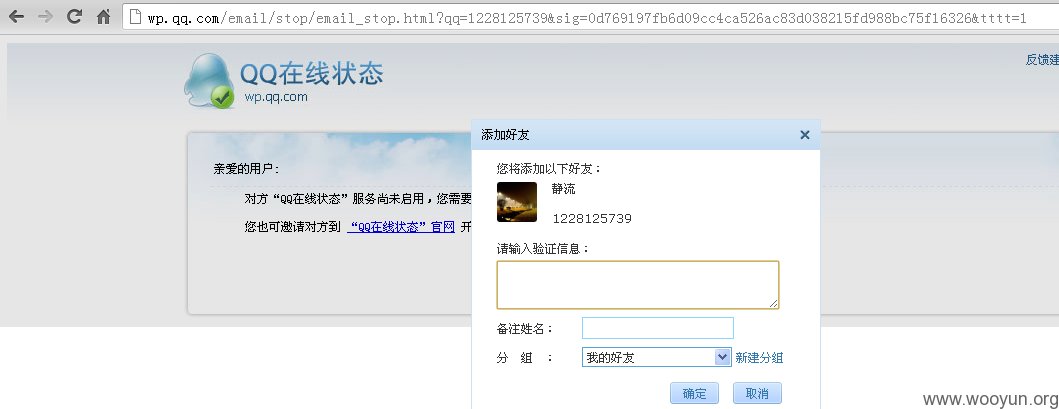 wp.qq.com/email/stop/email_stop.html?qq=1228125739&sig=0d769197fb6d09cc4ca526ac83d038215fd988bc75f16326&tttt=1
QQ在线状态
wp.qq.com
反馈建
添加好友
亲爱的用户:
您将添加以下好友：
静流
对方“QQ在线状态”服务尚未启用，您需要
1228125739
您也可邀请对方到 “QQ在线状态”官网 开
请输入验证信息：
备注姓名：
分 组 ： 我的好友 新建分组
确定 取消
www.wooyun.org